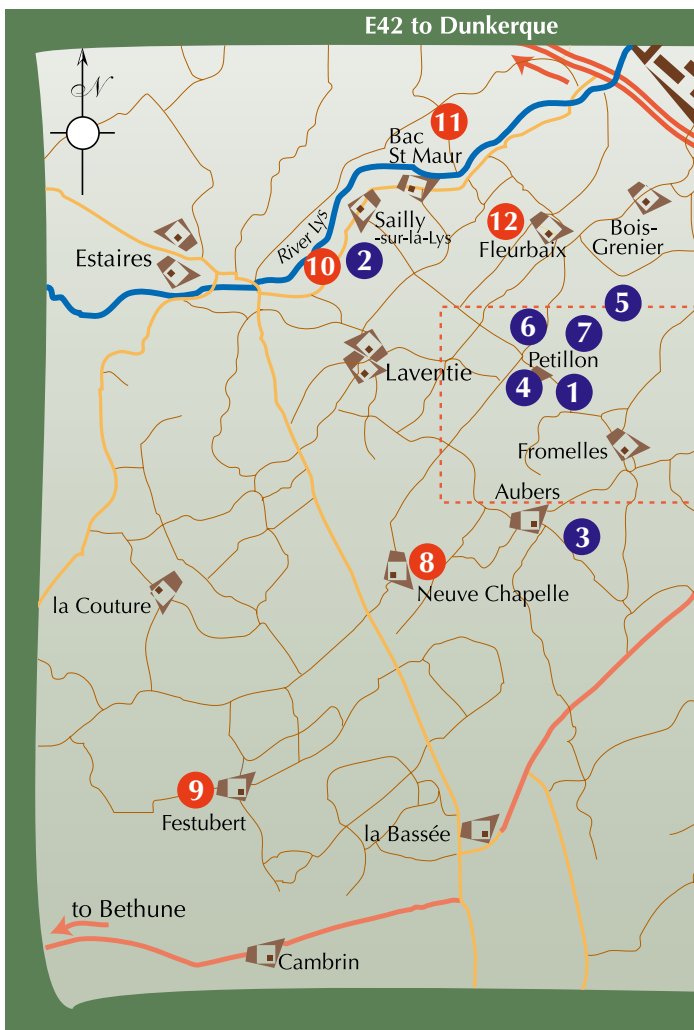 E42 to Dunkerque
N
11
Bac
St Maur
12
Fleurbaix
Bois-
Grenier
Sailly
-sur-lá-Lys
River Lys
10
2
Estaires
5
6
7
Petillon
4
1
Laventie
Fromelles
Aubers
3
8
Neuve Chapelle
la Couture
9
Festubert
la Bassée
to Bethune
Cambrin